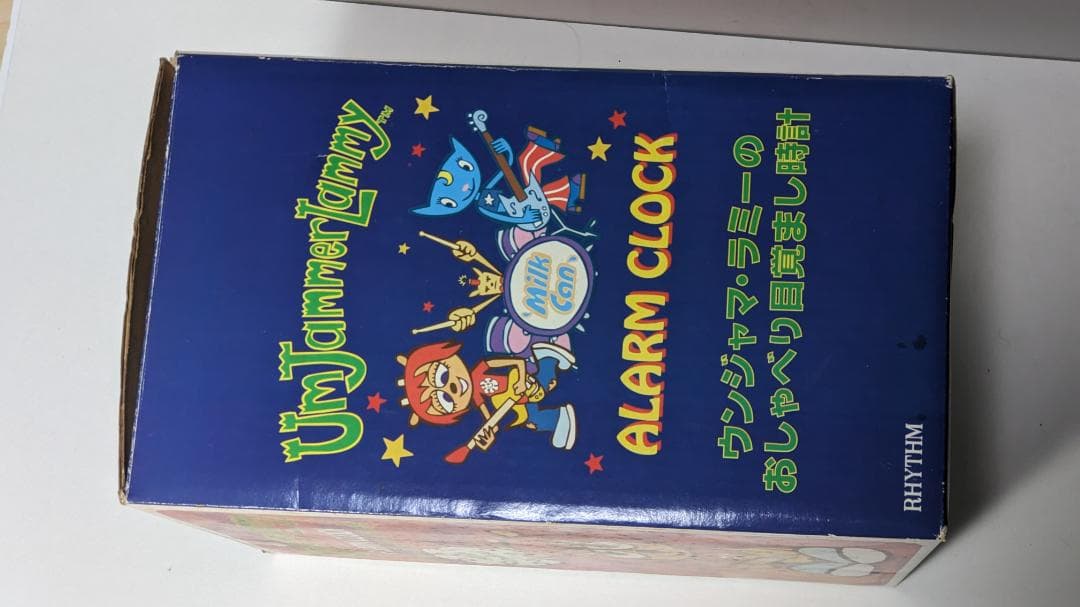 UmJammerLammy™
Milk
Can
ALARM CLOCK
ウンジャマ・ラミーの
おしゃべり目覚まし時計
RHYTHM